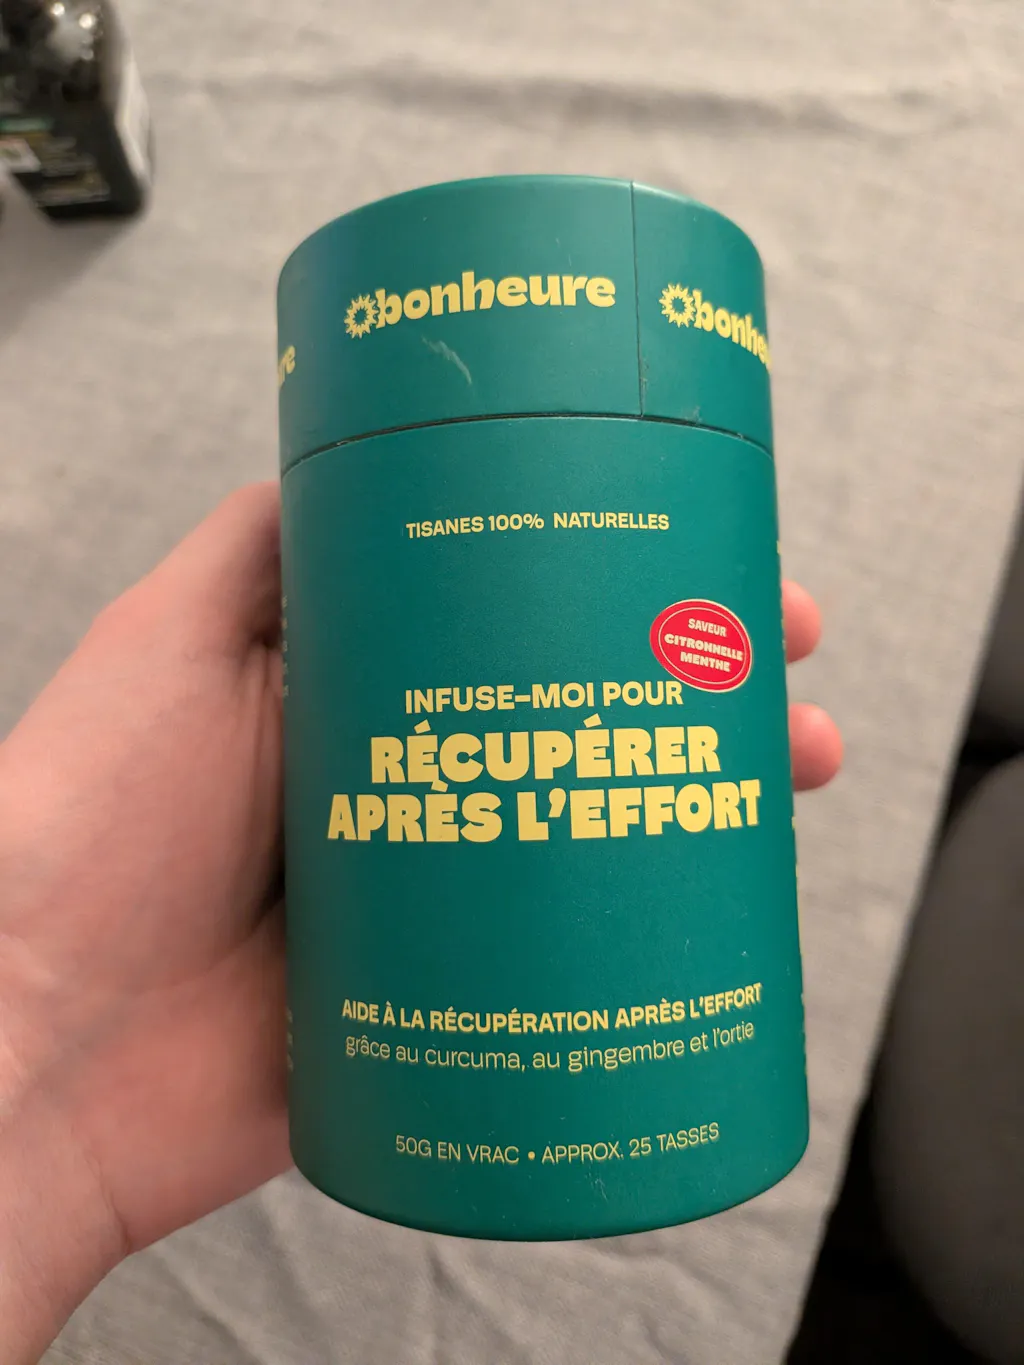 bonheure
TISANES 100% NATURELLES
SAVEUR
CITRONNELLE
MENTHE
INFUSE-MOI POUR
RÉCUPÉRER
APRÈS L'EFFORT
AIDE À LA RÉCUPÉRATION APRÈS L'EFFORT
grâce au curcuma, au gingembre et l'ortie
50G EN VRAC • APPROX. 25 TASSES